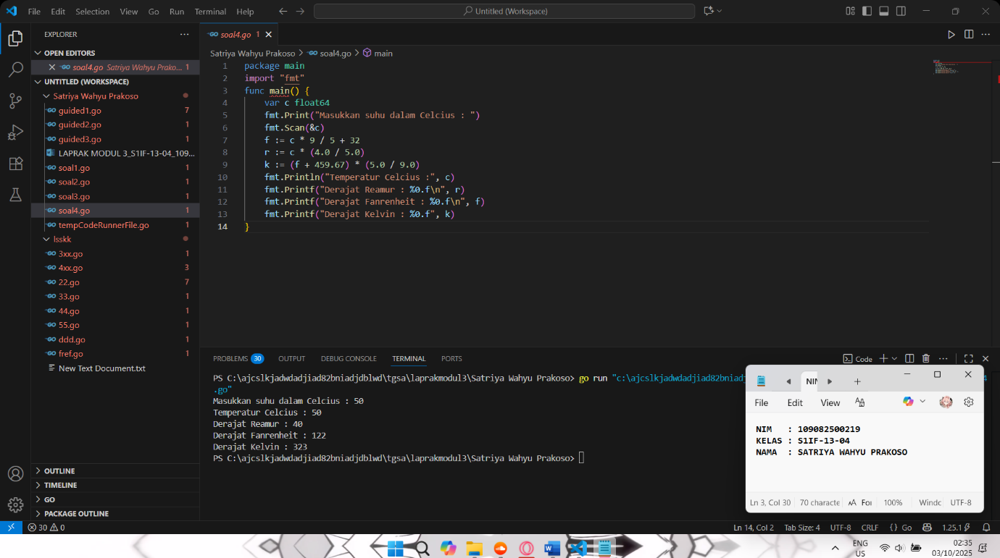 File Edit Selection View Go Run Terminal Help
Untitled (Workspace)
EXPLORER
OPEN EDITORS
soal4.go Satriya Wahyu Prako... 1
UNTITLED (WORKSPACE)
Satriya Wahyu Prakoso
guided1.go 7
guided2.go 1
guided3.go 1
LAPRAK MODUL 3_S1IF-13-04_109...
soal1.go 1
soal2.go 1
soal3.go 1
soal4.go 1
tempCodeRunnerFile.go 1
lsskk
3xx.go 1
4xx.go 3
22.go 7
33.go 1
44.go 1
55.go 1
ddd.go 1
fref.go 1
New Text Document.txt
OUTLINE
TIMELINE
GO
PACKAGE OUTLINE
soal4.go 1
Satriya Wahyu Prakoso > soal4.go > main
1 package main
2 import "fmt"
3 func main() {
4 var c float64
5 fmt.Print("Masukkan suhu dalam Celcius : ")
6 fmt.Scan(&c)
7 f := c * 9 / 5 + 32
8 r := c * (4.0 / 5.0)
9 k := (f + 459.67) * (5.0 / 9.0)
10 fmt.Println("Temperatur Celcius :", c)
11 fmt.Printf("Derajat Reamur : %0.f\n", r)
12 fmt.Printf("Derajat Fanrenheit : %0.f\n", f)
13 fmt.Printf("Derajat Kelvin : %0.f", k)
14 }
PROBLEMS 30 OUTPUT DEBUG CONSOLE TERMINAL PORTS
Code
PS C:\ajcslkjadwdadjiad82bniadjdblwd\tgsa\laprakmodul3\Satriya Wahyu Prakoso> go run "c:\ajcslkjadwdadjiad82bniadj
.go"
Masukkan suhu dalam Celcius : 50
Temperatur Celcius : 50
Derajat Reamur : 40
Derajat Fanrenheit : 122
Derajat Kelvin : 323
PS C:\ajcslkjadwdadjiad82bniadjdblwd\tgsa\laprakmodul3\Satriya Wahyu Prakoso>
NIM
File Edit View
NIM : 109082500219
KELAS : S1IF-13-04
NAMA : SATRIYA WAHYU PRAKOSO
Ln 3, Col 30 70 characte For 100% Windc UTF-8
30 0
Ln 14, Col 2 Tab Size: 4 UTF-8 CRLF {} Go 1.25.1
ENG
US
02:35
03/10/2025